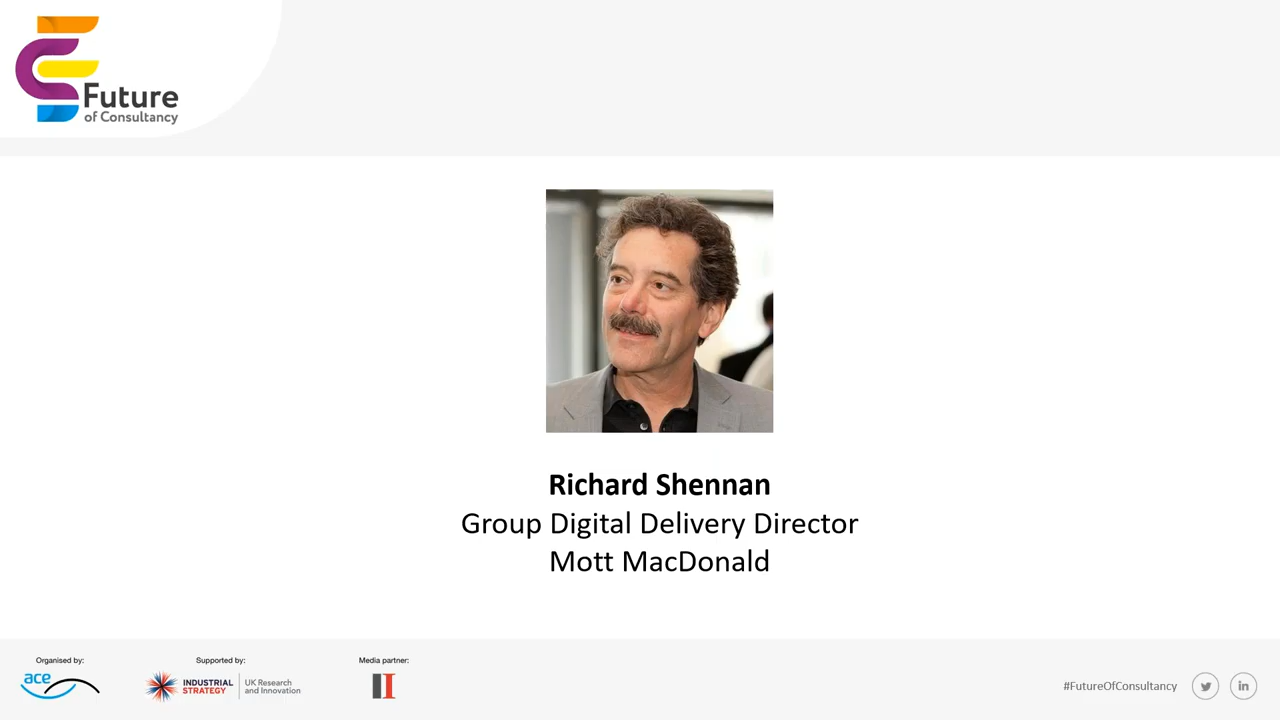 Future
of Consultancy
Richard Shennan
Group Digital Delivery Director
Mott MacDonald
Organised by:
ace
Supported by:
INDUSTRIAL
STRATEGY
UK Research
and Innovation
Media partner:
#FutureOfConsultancy
in